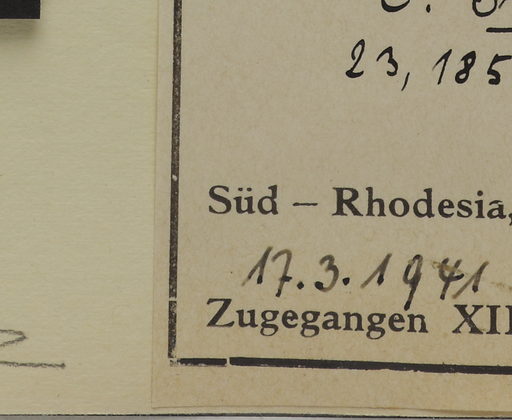 23, 185
Süd – Rhodesia,
17.3.1941
Zugegangen XII